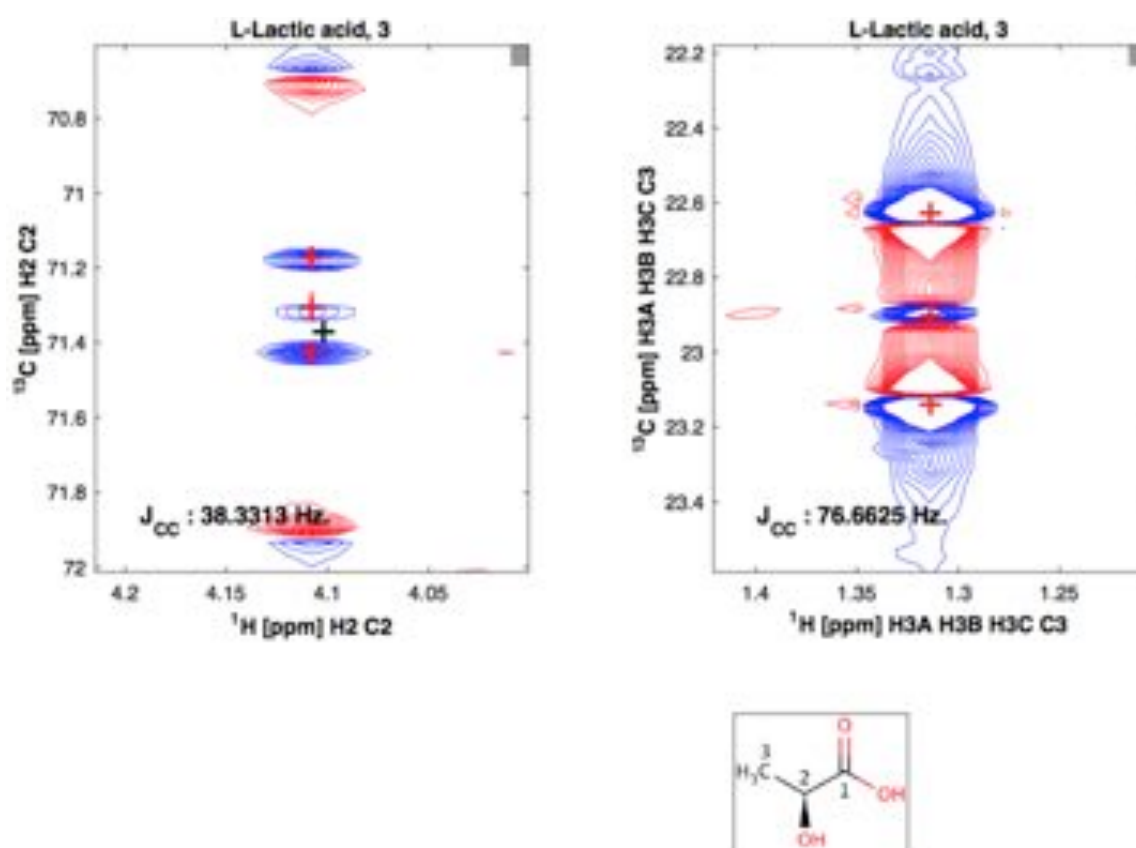 L-Lactic acid, 3
70.8
71
71.2
71.4
71.6
71.8
72
13C [ppm] H2 C2
JCC : 38.3313 Hz.
4.2
4.15
4.1
4.05
1H [ppm] H2 C2
L-Lactic acid, 3
22.2
22.4
22.6
22.8
23
23.2
23.4
13C [ppm] H3A H3B H3C C3
JCC : 76.6625 Hz.
1.4
1.35
1.3
1.25
1H [ppm] H3A H3B H3C C3
O
3
H3C
2
1
OH
OH